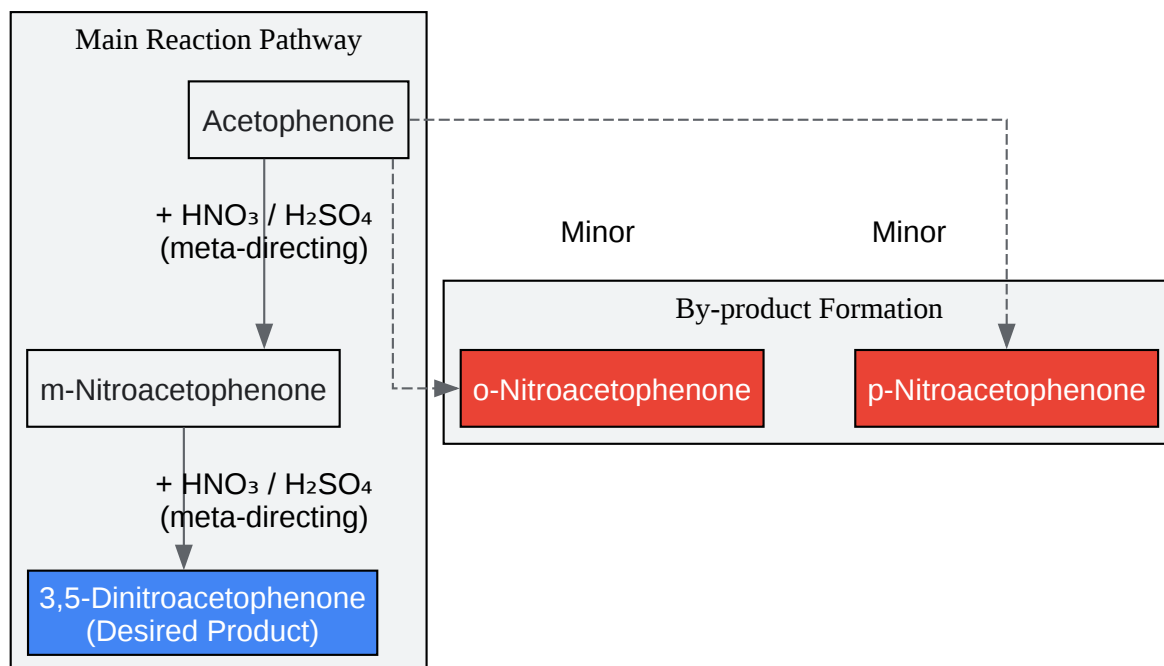 Main Reaction Pathway
Acetophenone
+ HNO₃ / H₂SO₄
(meta-directing)
Minor
Minor
By-product Formation
m-Nitroacetophenone
o-Nitroacetophenone
p-Nitroacetophenone
+ HNO₃ / H₂SO₄
(meta-directing)
3,5-Dinitroacetophenone
(Desired Product)